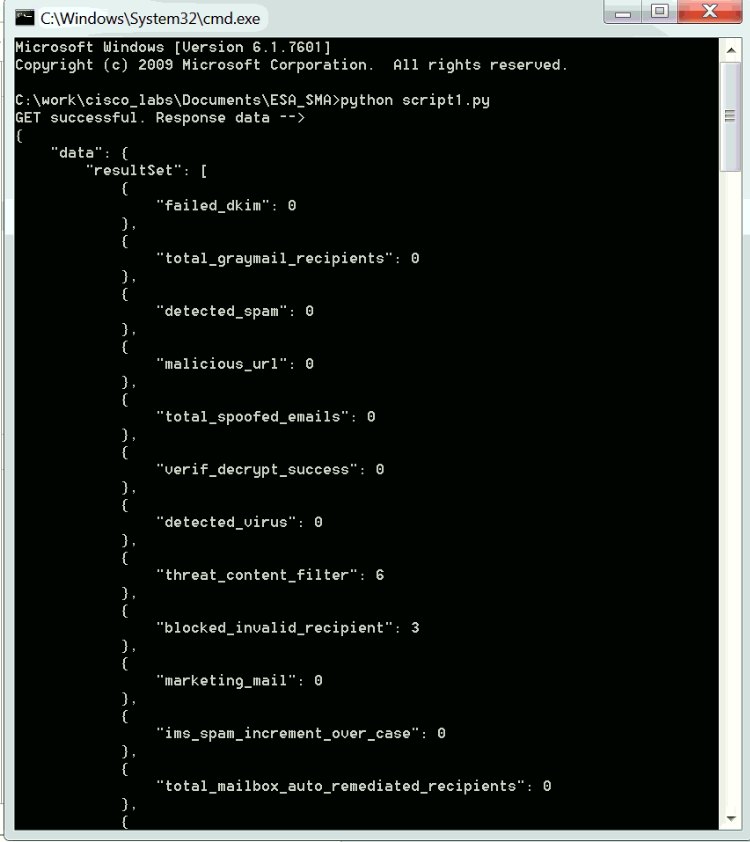 C:\Windows\System32\cmd.exe
Microsoft Windows [Version 6.1.7601]
Copyright (c) 2009 Microsoft Corporation.  All rights reserved.

C:\work\cisco_labs\Documents\ESA_SMA>python script1.py
GET successful. Response data -->
{
    "data": {
        "resultSet": [
            {
                "failed_dkim": 0
            },
            {
                "total_graymail_recipients": 0
            },
            {
                "detected_spam": 0
            },
            {
                "malicious_url": 0
            },
            {
                "total_spoofed_emails": 0
            },
            {
                "verif_decrypt_success": 0
            },
            {
                "detected_virus": 0
            },
            {
                "threat_content_filter": 6
            },
            {
                "blocked_invalid_recipient": 3
            },
            {
                "marketing_mail": 0
            },
            {
                "ims_spam_increment_over_case": 0
            },
            {
                "total_mailbox_auto_remediated_recipients": 0
            },
            {